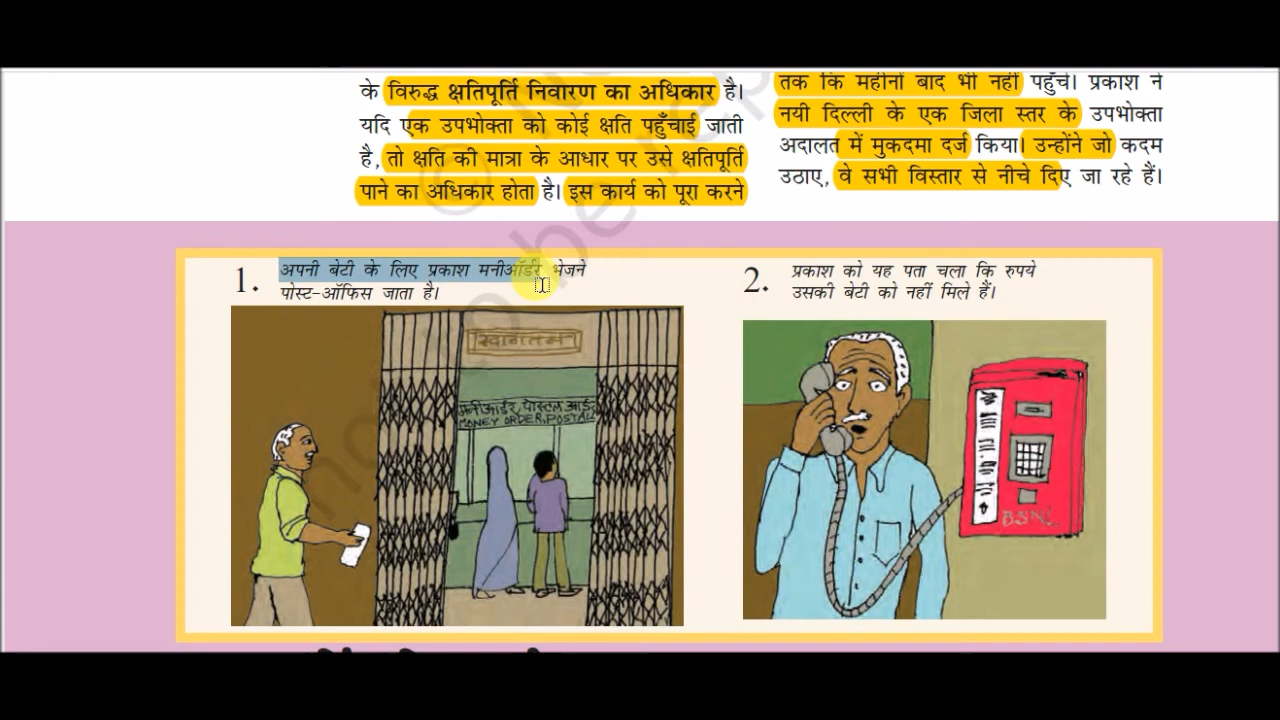 के विरुद्ध क्षतिपूर्ति निवारण का अधिकार है।
यदि एक उपभोक्ता को कोई क्षति पहुँचाई जाती
है, तो क्षति की मात्रा के आधार पर उसे क्षतिपूर्ति
पाने का अधिकार होता है। इस कार्य को पूरा करने
तक कि महीनों बाद भी नहीं पहुँचे। प्रकाश ने
नयी दिल्ली के एक जिला स्तर के उपभोक्ता
अदालत में मुकदमा दर्ज किया। उन्होंने जो कदम
उठाए, वे सभी विस्तार से नीचे दिए जा रहे हैं।
1. अपनी बेटी के लिए प्रकाश मनीऑर्डर भेजने
पोस्ट-ऑफिस जाता है।
स्वागतम
मनीआर्डर, पोस्टल आर्डर
MONEY ORDER, POSTAL
2. प्रकाश को यह पता चला कि रुपये
उसकी बेटी को नहीं मिले हैं।
BSNL